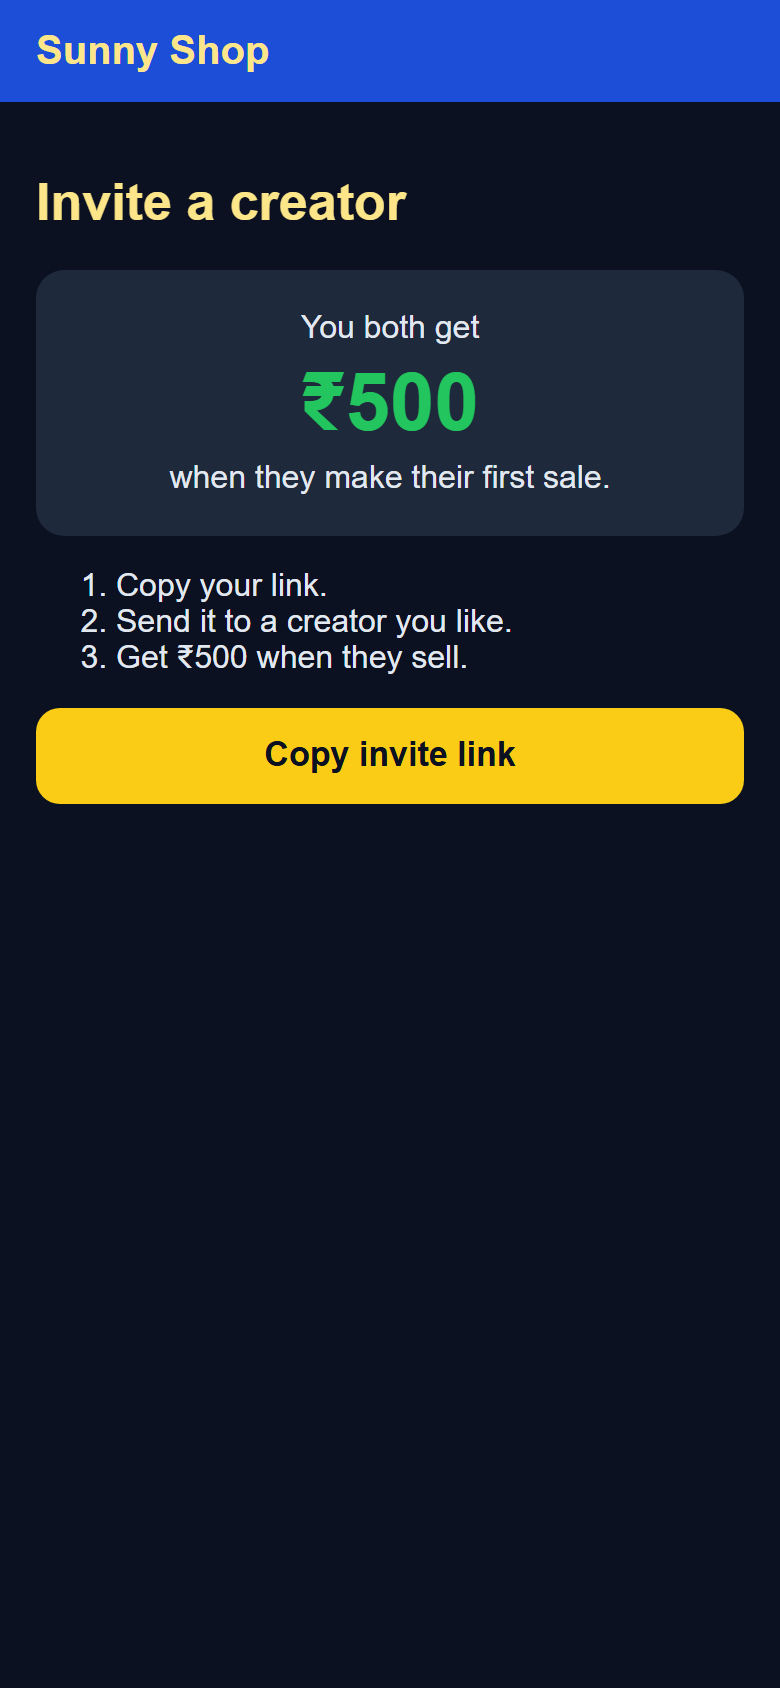 Sunny Shop
Invite a creator
You both get
₹500
when they make their first sale.
1. Copy your link.
2. Send it to a creator you like.
3. Get ₹500 when they sell.
Copy invite link